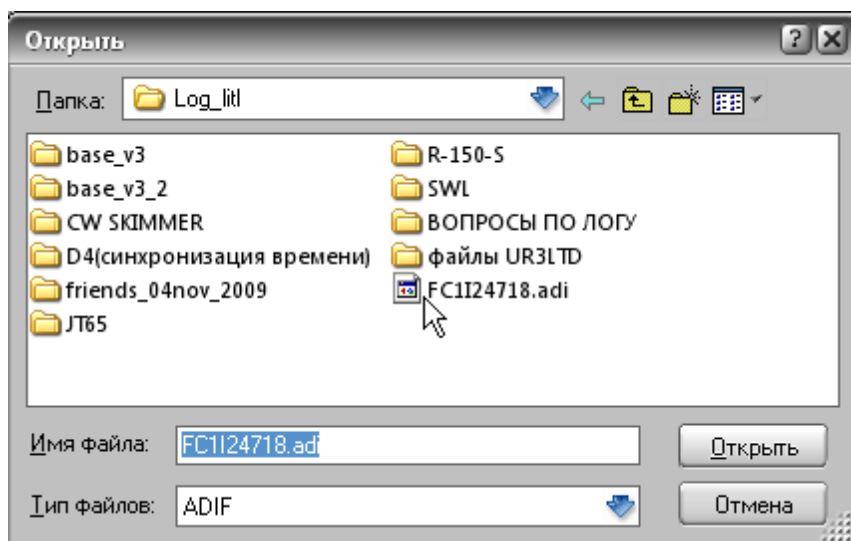 Открыть
Папка: Log_litl
base_v3
base_v3_2
CW SKIMMER
D4(синхронизация времени)
friends_04nov_2009
JT65
R-150-S
SWL
ВОПРОСЫ ПО ЛОГУ
файлы UR3LTD
FC1I24718.adi
Имя файла: FC1I24718.adi
Открыть
Тип файлов: ADIF
Отмена